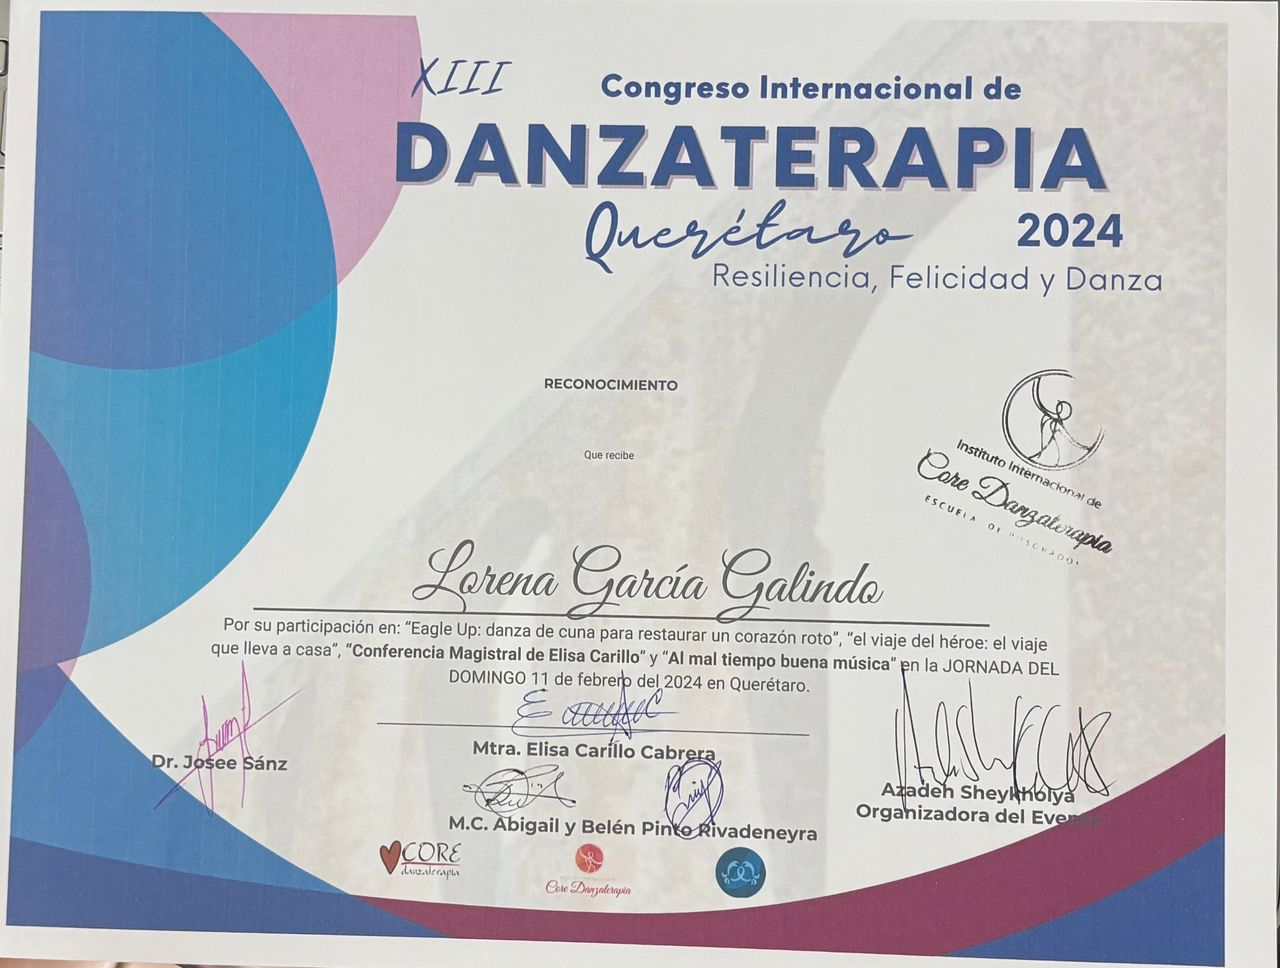 XIII
Congreso Internacional de
DANZATERAPIA
Querétaro 2024
Resiliencia, Felicidad y Danza
RECONOCIMIENTO
Que recibe
Instituto Internacional de
Core Danzaterapia
ESCUELA DE POSGRADOS
Lorena García Galindo
Por su participación en: “Eagle Up: danza de cuna para restaurar un corazón roto”, “el viaje del héroe: el viaje
que lleva a casa”, “Conferencia Magistral de Elisa Carillo” y “Al mal tiempo buena música” en la JORNADA DEL
DOMINGO 11 de febrero del 2024 en Querétaro.
Mtra. Elisa Carillo Cabrera
Dr. Josee Sánz
Azadeh Sheykholya
Organizadora del Evento
M.C. Abigail y Belén Pinto Rivadeneyra
CORE
danzaterapia
Core Danzaterapia